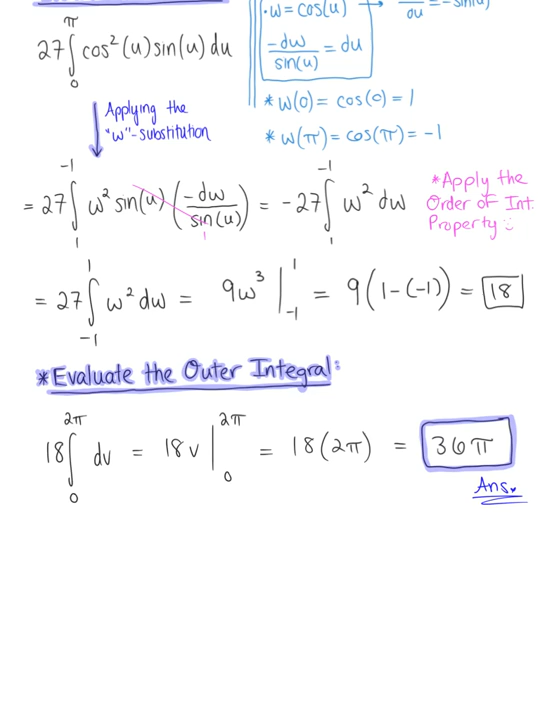 27∫₀^π cos²(u) sin(u) du
• w = cos(u) → du = -sin(u)
-dw/sin(u) = du
* w(0) = cos(0) = 1
* w(π) = cos(π) = -1
Applying the
"w"-substitution
= 27∫₁^-1 w² sin(u) (-dw/sin(u)) = -27∫₁^-1 w² dw
*Apply the
Order of Int.
Property :)
= 27∫₋₁^1 w² dw = 9w³ |₋₁^1 = 9(1-(-1)) = 18
*Evaluate the Outer Integral:
18∫₀^2π dv = 18v |₀^2π = 18(2π) = 36π
Ans.